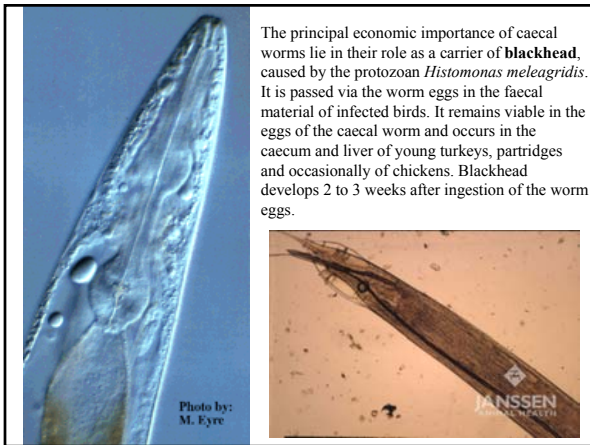 The principal economic importance of caecal
worms lie in their role as a carrier of blackhead,
caused by the protozoan Histomonas meleagridis.
It is passed via the worm eggs in the faecal
material of infected birds. It remains viable in the
eggs of the caecal worm and occurs in the
caecum and liver of young turkeys, partridges
and occasionally of chickens. Blackhead
develops 2 to 3 weeks after ingestion of the worm
eggs.
Photo by:
M. Eyre
JANSSEN
ANIMAL HEALTH